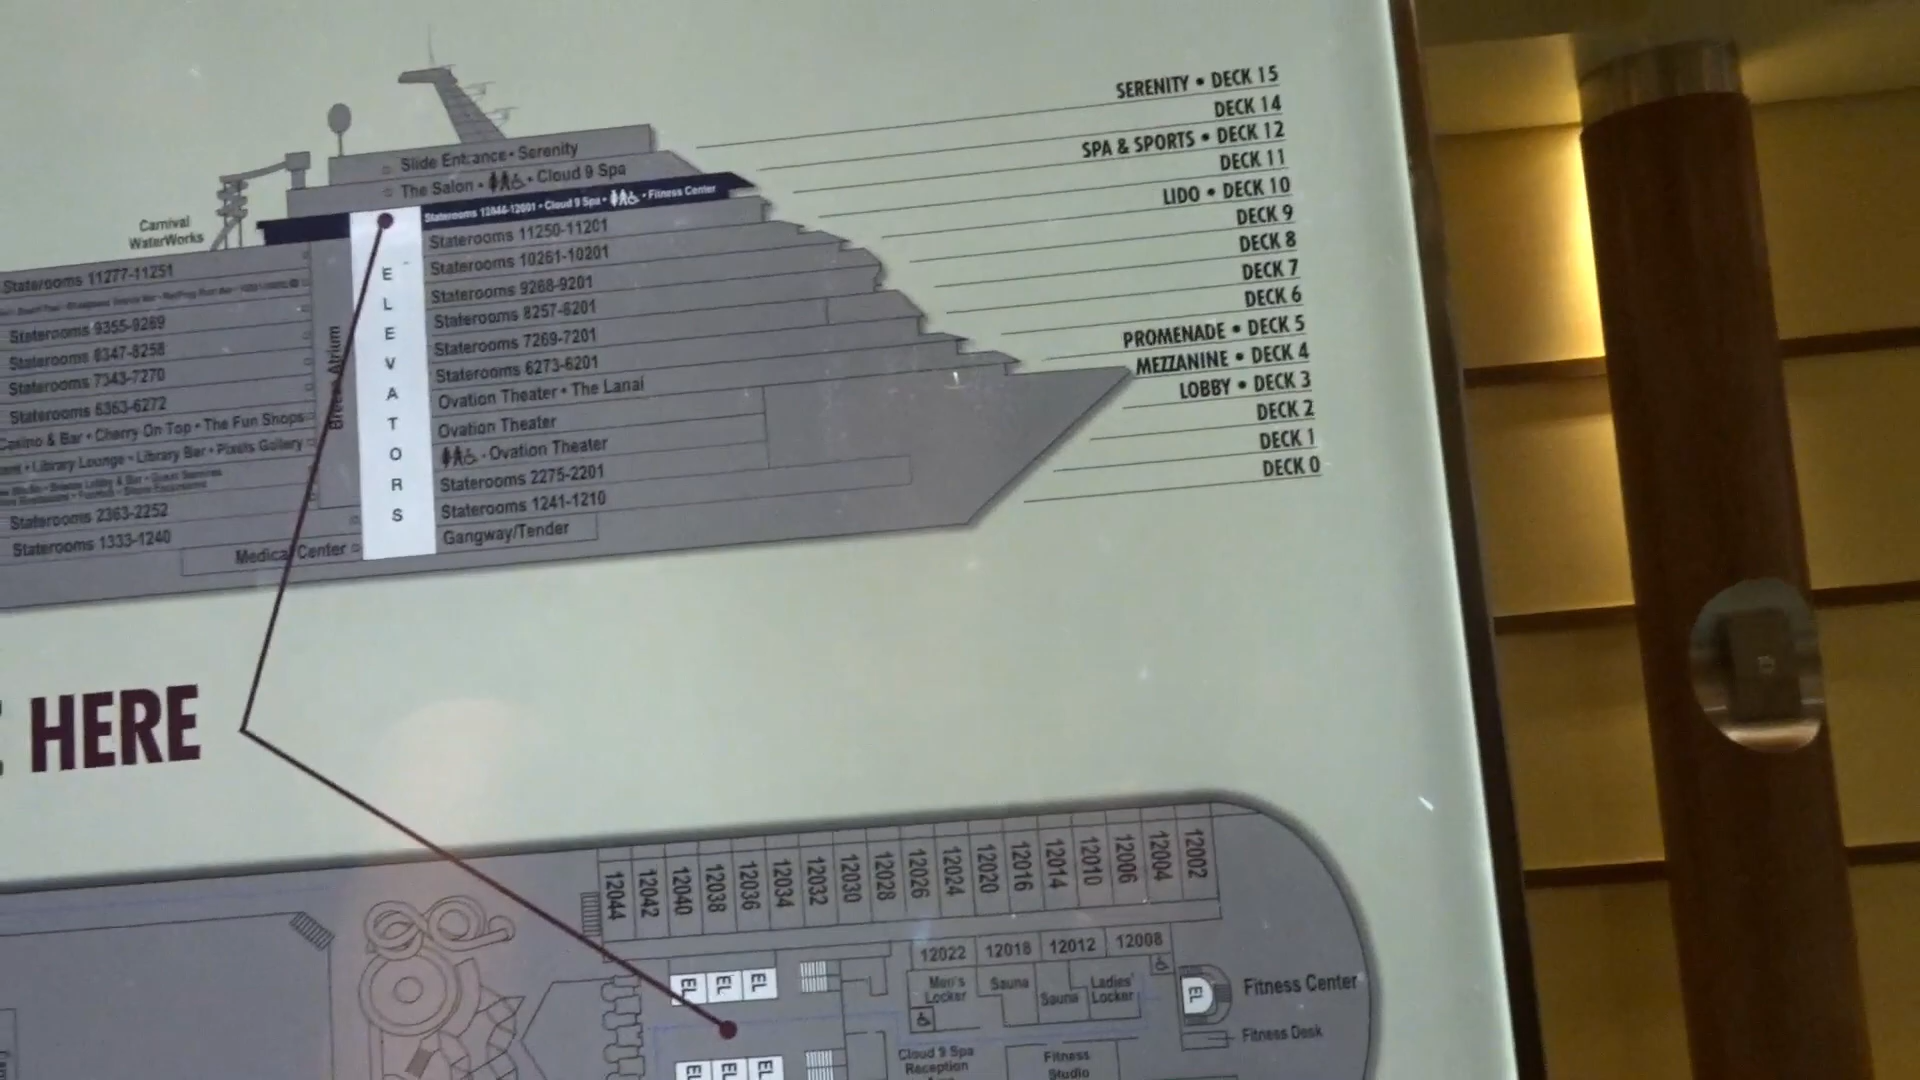 SERENITY • DECK 15
DECK 14
SPA & SPORTS • DECK 12
DECK 11
LIDO • DECK 10
DECK 9
DECK 8
DECK 7
DECK 6
PROMENADE • DECK 5
MEZZANINE • DECK 4
LOBBY • DECK 3
DECK 2
DECK 1
DECK 0
Slide Entrance • Serenity
The Salon • Cloud 9 Spa
Cloud 9 Spa • Fitness Center
Carnival
WaterWorks
Staterooms 11250-11201
Staterooms 10261-10201
Staterooms 9268-9201
Staterooms 8257-8201
Staterooms 7269-7201
Staterooms 6273-6201
Ovation Theater • The Lanai
Ovation Theater
• Ovation Theater
Staterooms 2275-2201
Staterooms 1241-1210
Gangway/Tender
ELEVATORS
Atrium
Staterooms 11277-11251
Staterooms 9355-9269
Staterooms 8347-8258
Staterooms 7343-7270
Staterooms 6363-6272
Casino & Bar • Cherry On Top • The Fun Shops
• Library Lounge • Library Bar • Pixels Gallery
Staterooms 2363-2252
Staterooms 1333-1240
Medical Center
HERE
12044
12042
12040
12038
12036
12034
12032
12030
12028
12026
12024
12020
12016
12014
12010
12006
12004
12002
12022
12018
12012
12008
EL
EL
EL
Men's
Locker
Sauna
Sauna
Ladies'
Locker
EL
Fitness Center
Fitness Desk
EL
EL
EL
Cloud 9 Spa
Reception
Fitness
Studio